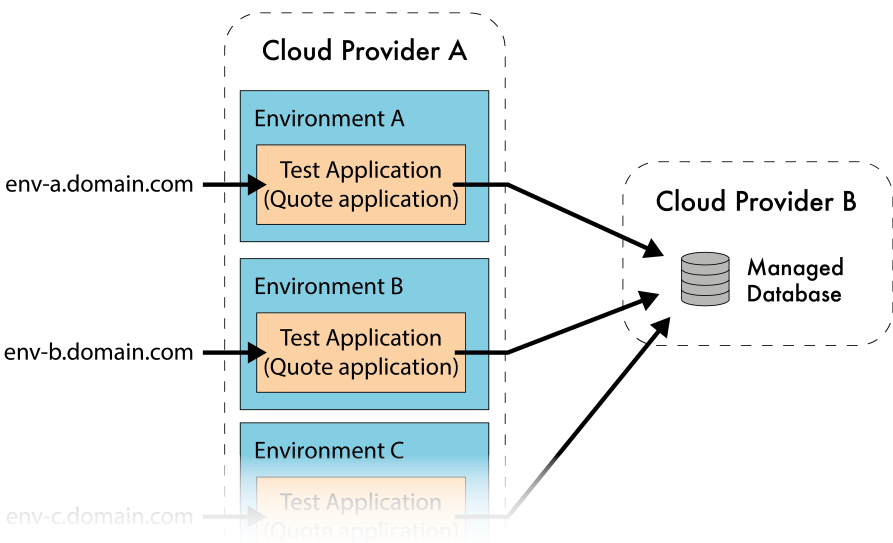 Cloud Provider A
Environment A
env-a.domain.com
Test Application
(Quote application)
Cloud Provider B
Managed
Database
Environment B
env-b.domain.com
Test Application
(Quote application)
Environment C
env-c.domain.com
Test Application
(Quote application)